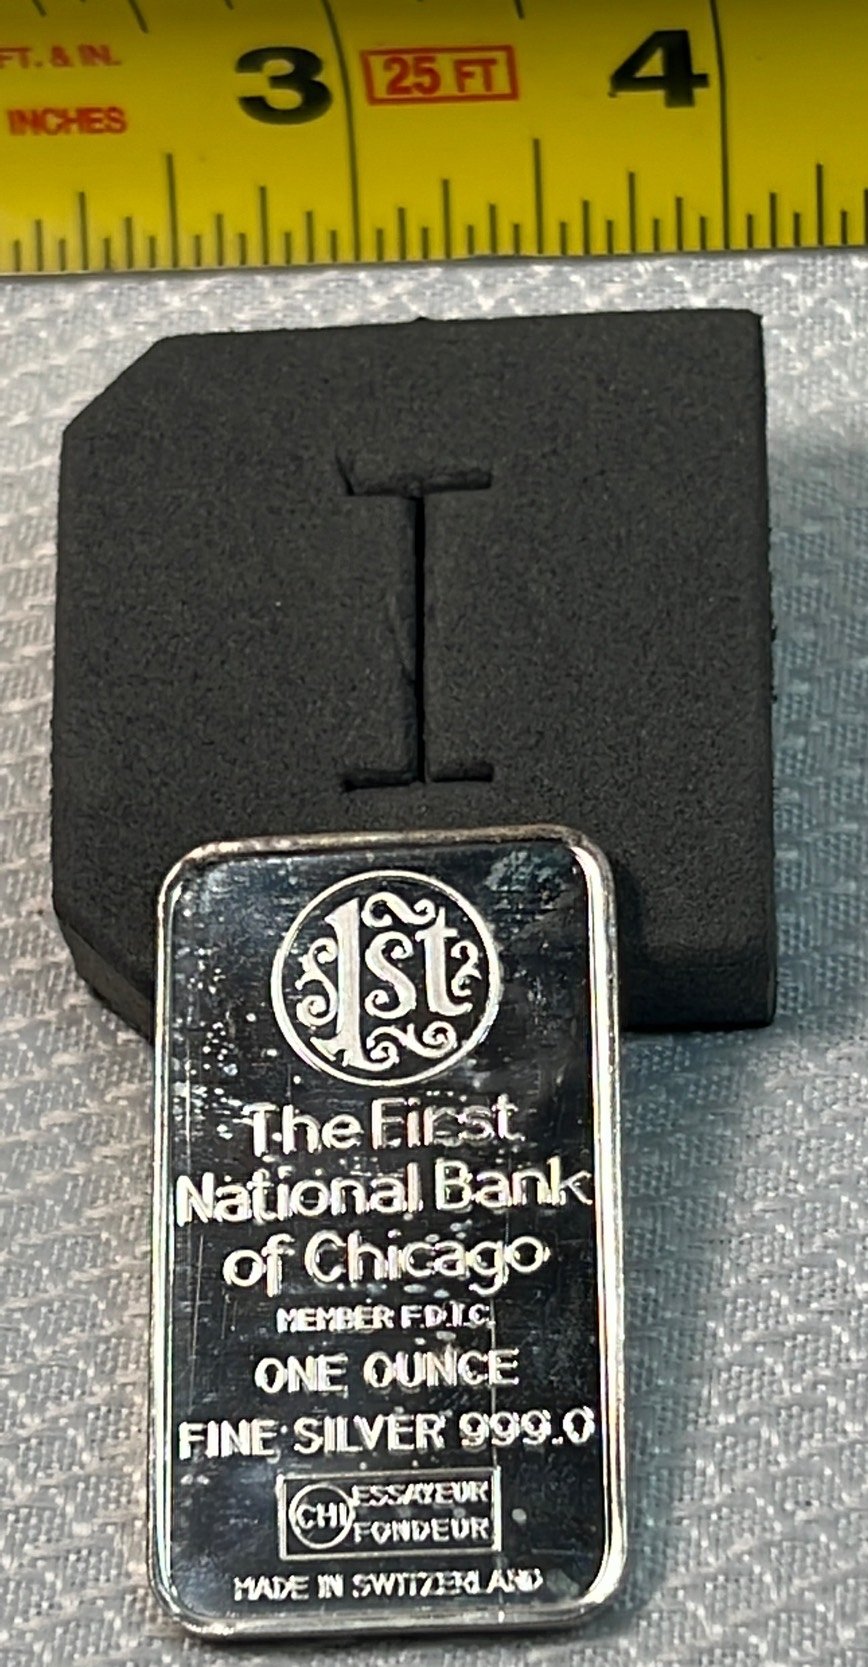 FT. & IN.
INCHES
3
25 FT
4
1st
The First
National Bank
of Chicago
MEMBER F.D.I.C.
ONE OUNCE
FINE SILVER 999.0
CHI
ESSAYEUR
FONDEUR
MADE IN SWITZERLAND